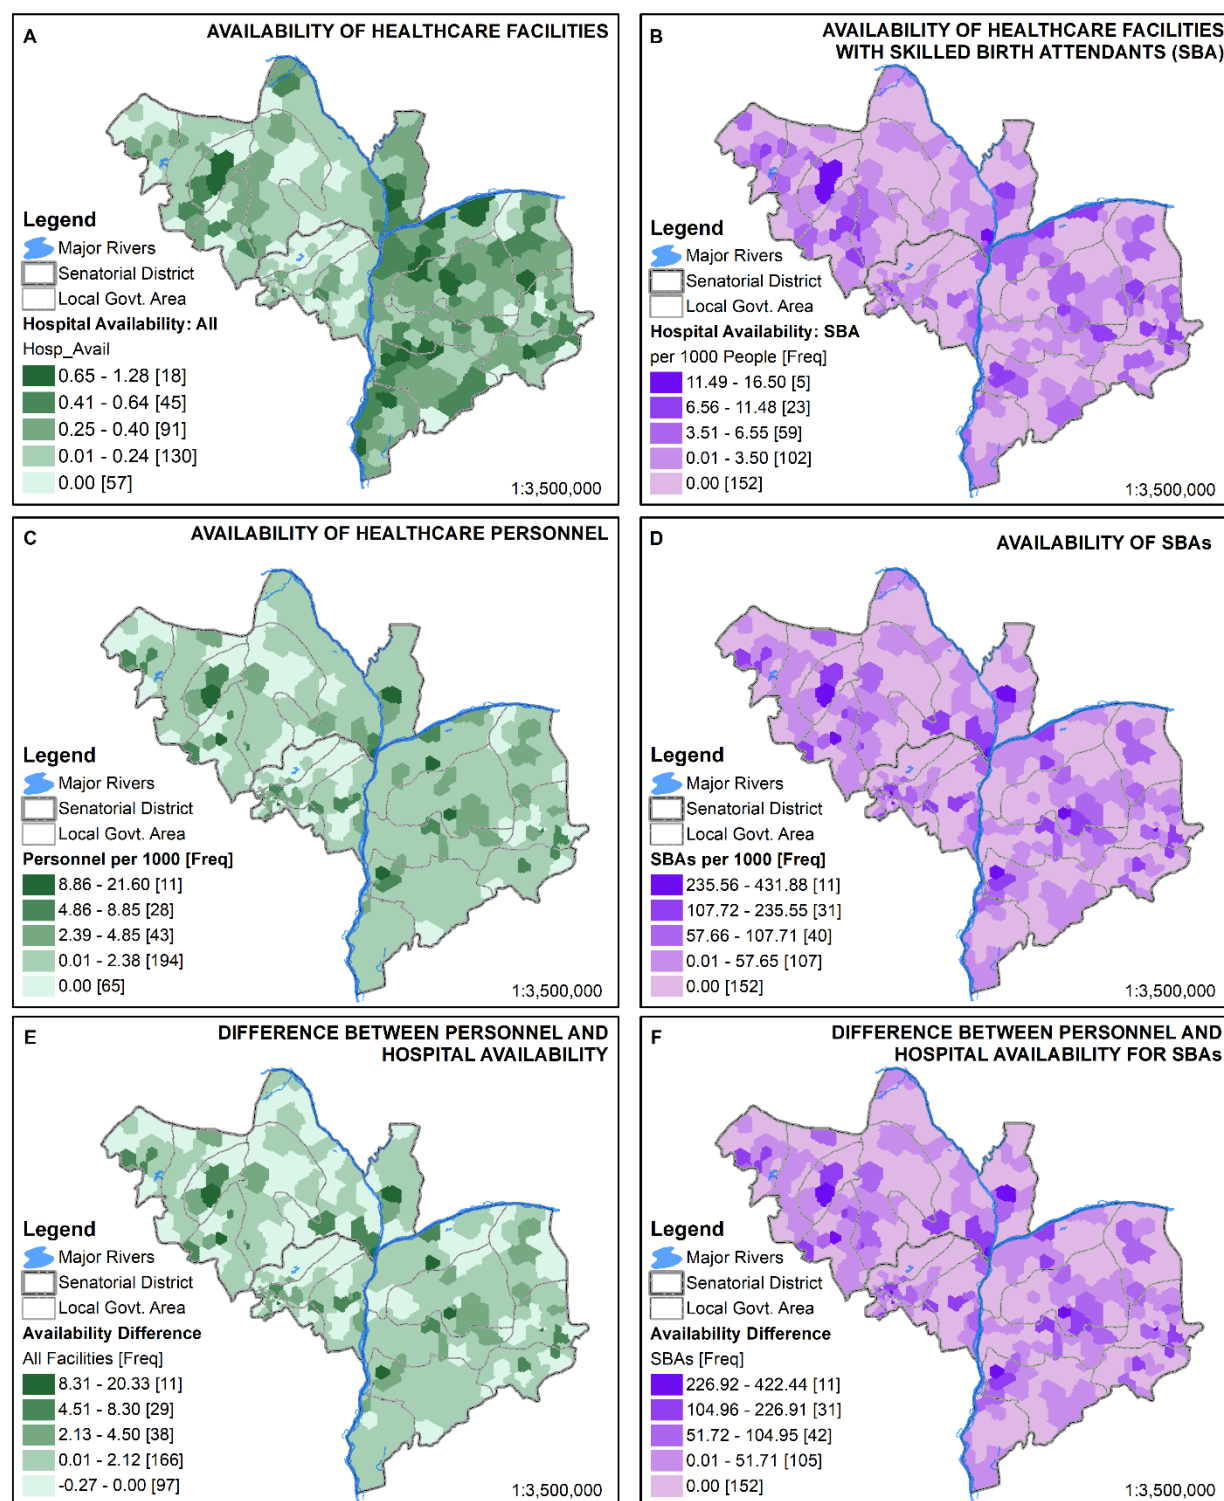 A
AVAILABILITY OF HEALTHCARE FACILITIES
Legend
Major Rivers
Senatorial District
Local Govt. Area
Hospital Availability: All
Hosp_Avail
0.65 - 1.28 [18]
0.41 - 0.64 [45]
0.25 - 0.40 [91]
0.01 - 0.24 [130]
0.00 [57]
1:3,500,000
B
AVAILABILITY OF HEALTHCARE FACILITIES
WITH SKILLED BIRTH ATTENDANTS (SBA)
Legend
Major Rivers
Senatorial District
Local Govt. Area
Hospital Availability: SBA
per 1000 People [Freq]
11.49 - 16.50 [5]
6.56 - 11.48 [23]
3.51 - 6.55 [59]
0.01 - 3.50 [102]
0.00 [152]
1:3,500,000
C
AVAILABILITY OF HEALTHCARE PERSONNEL
Legend
Major Rivers
Senatorial District
Local Govt. Area
Personnel per 1000 [Freq]
8.86 - 21.60 [11]
4.86 - 8.85 [28]
2.39 - 4.85 [43]
0.01 - 2.38 [194]
0.00 [65]
1:3,500,000
D
AVAILABILITY OF SBAs
Legend
Major Rivers
Senatorial District
Local Govt. Area
SBAs per 1000 [Freq]
235.56 - 431.88 [11]
107.72 - 235.55 [31]
57.66 - 107.71 [40]
0.01 - 57.65 [107]
0.00 [152]
1:3,500,000
E
DIFFERENCE BETWEEN PERSONNEL AND
HOSPITAL AVAILABILITY
Legend
Major Rivers
Senatorial District
Local Govt. Area
Availability Difference
All Facilities [Freq]
8.31 - 20.33 [11]
4.51 - 8.30 [29]
2.13 - 4.50 [38]
0.01 - 2.12 [166]
-0.27 - 0.00 [97]
1:3,500,000
F
DIFFERENCE BETWEEN PERSONNEL AND
HOSPITAL AVAILABILITY FOR SBAs
Legend
Major Rivers
Senatorial District
Local Govt. Area
Availability Difference
SBAs [Freq]
226.92 - 422.44 [11]
104.96 - 226.91 [31]
51.72 - 104.95 [42]
0.01 - 51.71 [105]
0.00 [152]
1:3,500,000